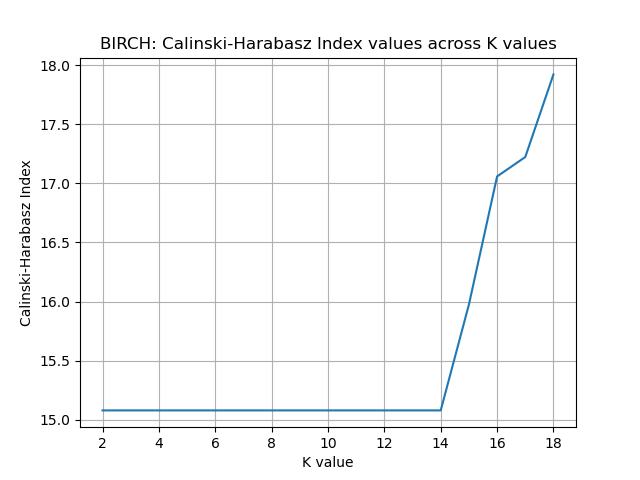 BIRCH: Calinski-Harabasz Index values across K values
18.0
17.5
17.0
16.5
16.0
15.5
15.0
Calinski-Harabasz Index
2 4 6 8 10 12 14 16 18
K value